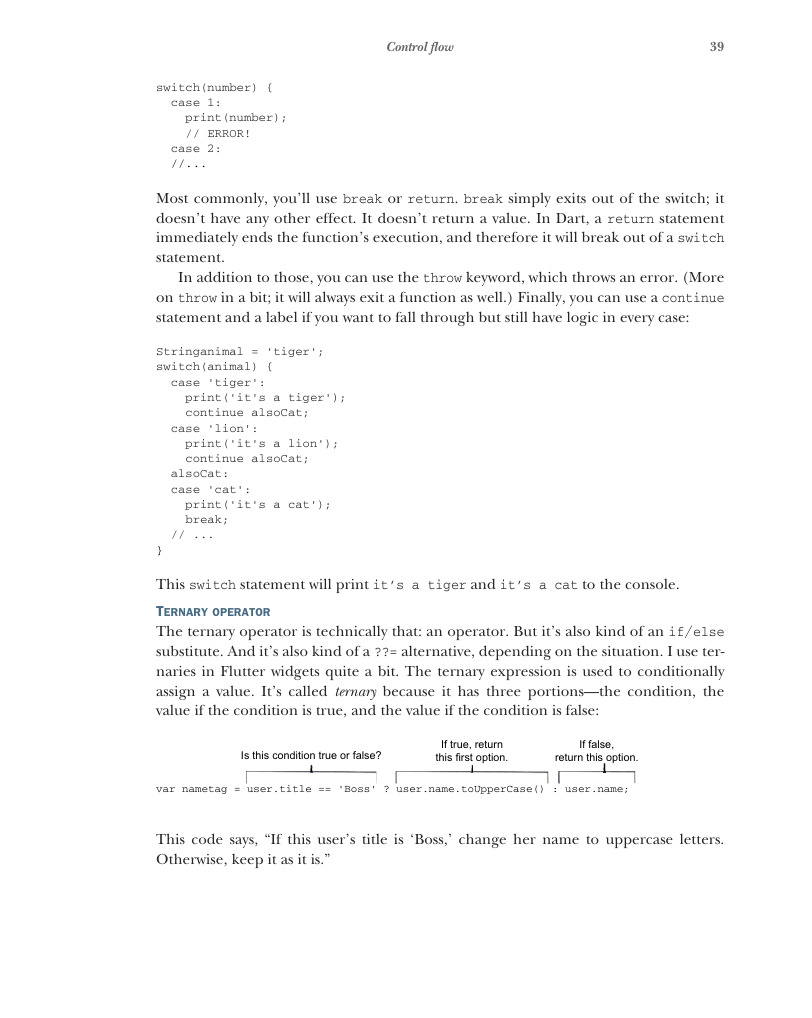 Control flow 39
switch(number) {
  case 1:
    print(number);
    // ERROR!
  case 2:
  //...
Most commonly, you’ll use break or return. break simply exits out of the switch; it
doesn’t have any other effect. It doesn’t return a value. In Dart, a return statement
immediately ends the function’s execution, and therefore it will break out of a switch
statement.
In addition to those, you can use the throw keyword, which throws an error. (More
on throw in a bit; it will always exit a function as well.) Finally, you can use a continue
statement and a label if you want to fall through but still have logic in every case:
Stringanimal = 'tiger';
switch(animal) {
  case 'tiger':
    print('it's a tiger');
    continue alsoCat;
  case 'lion':
    print('it's a lion');
    continue alsoCat;
  alsoCat:
  case 'cat':
    print('it's a cat');
    break;
  // ...
}
This switch statement will print it’s a tiger and it’s a cat to the console.
TERNARY OPERATOR
The ternary operator is technically that: an operator. But it’s also kind of an if/else
substitute. And it’s also kind of a ??= alternative, depending on the situation. I use ter-
naries in Flutter widgets quite a bit. The ternary expression is used to conditionally
assign a value. It’s called ternary because it has three portions—the condition, the
value if the condition is true, and the value if the condition is false:
Is this condition true or false?
If true, return
this first option.
If false,
return this option.
var nametag = user.title == 'Boss' ? user.name.toUpperCase() : user.name;
This code says, “If this user’s title is ‘Boss,’ change her name to uppercase letters.
Otherwise, keep it as it is.”